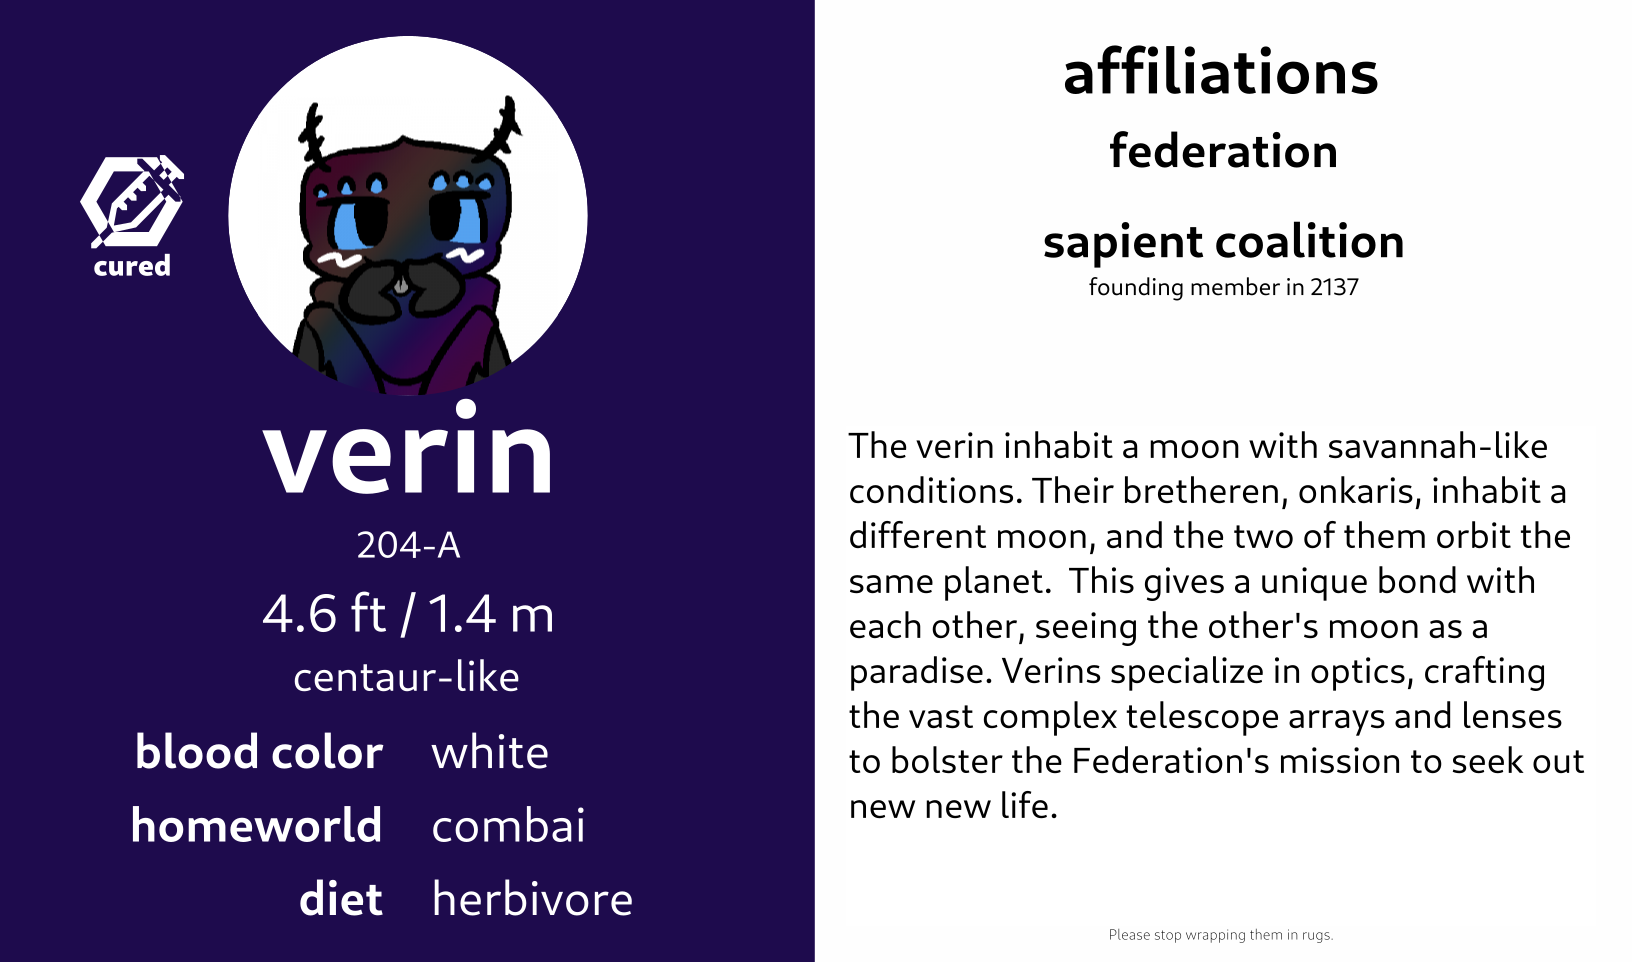 cured
verin
204-A
4.6 ft / 1.4 m
centaur-like
blood color white
homeworld combai
diet herbivore
affiliations
federation
sapient coalition
founding member in 2137
The verin inhabit a moon with savannah-like
conditions. Their bretheren, onkaris, inhabit a
different moon, and the two of them orbit the
same planet.  This gives a unique bond with
each other, seeing the other's moon as a
paradise. Verins specialize in optics, crafting
the vast complex telescope arrays and lenses
to bolster the Federation's mission to seek out
new new life.
Please stop wrapping them in rugs.